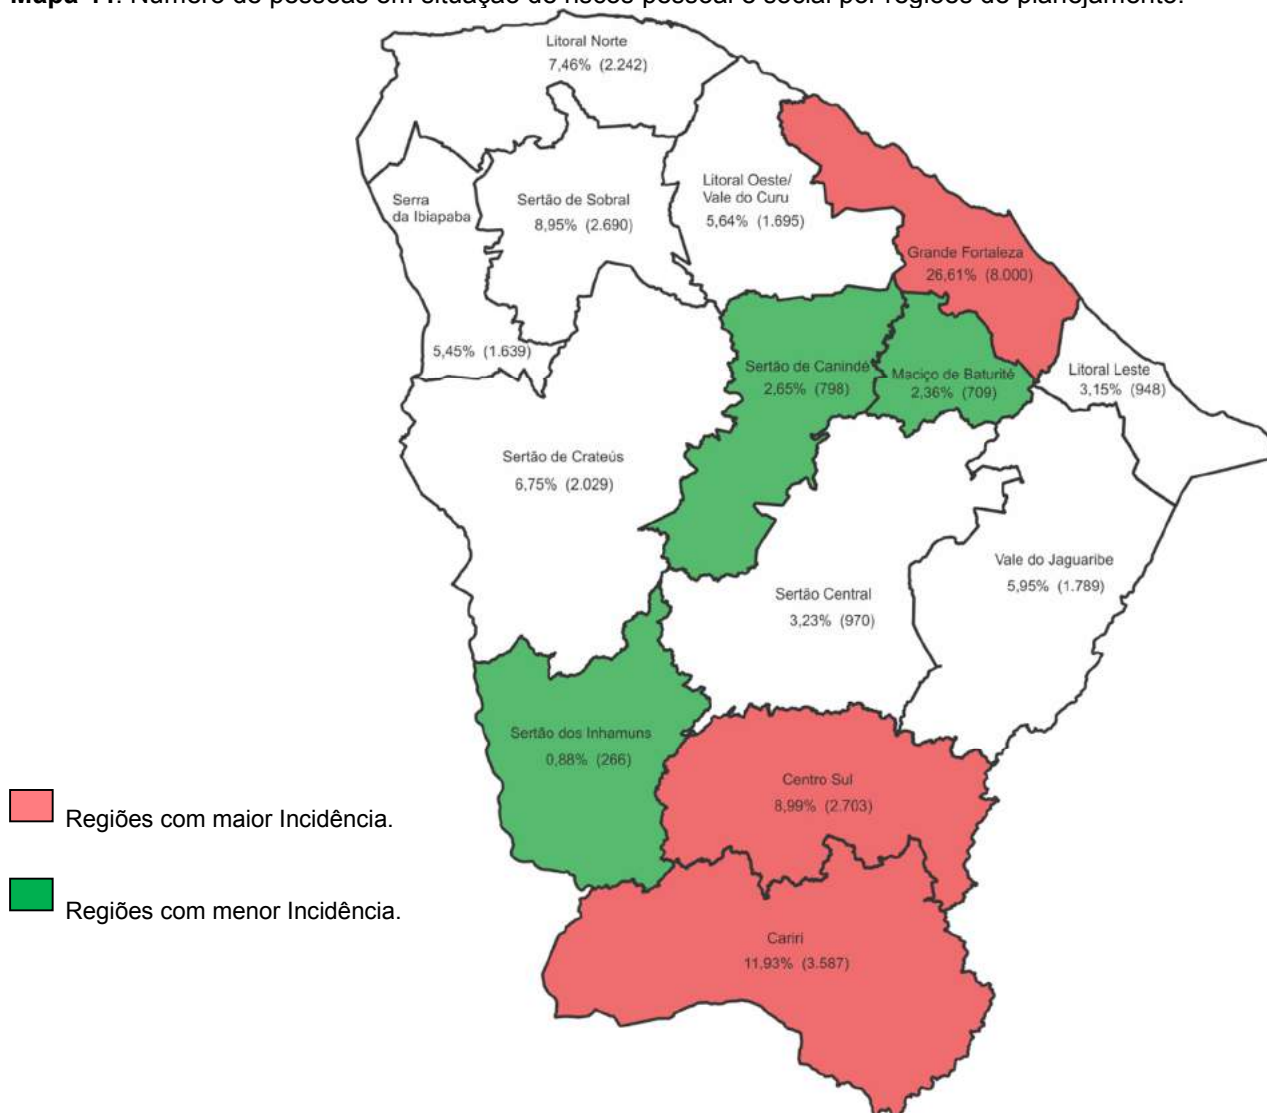 Mapa 11: Número de pessoas em situação de riscos pessoal e social por regiões de planejamento.
Litoral Norte
7,46% (2.242)
Serra
da Ibiapaba
5,45% (1.639)
Sertão de Sobral
8,95% (2.690)
Litoral Oeste/
Vale do Curu
5,64% (1.695)
Grande Fortaleza
26,61% (8.000)
Sertão de Canindé
2,65% (798)
Maciço de Baturité
2,36% (709)
Litoral Leste
3,15% (948)
Sertão de Crateús
6,75% (2.029)
Vale do Jaguaribe
5,95% (1.789)
Sertão Central
3,23% (970)
Sertão dos Inhamuns
0,88% (266)
Centro Sul
8,99% (2.703)
Cariri
11,93% (3.587)
Regiões com maior Incidência.
Regiões com menor Incidência.